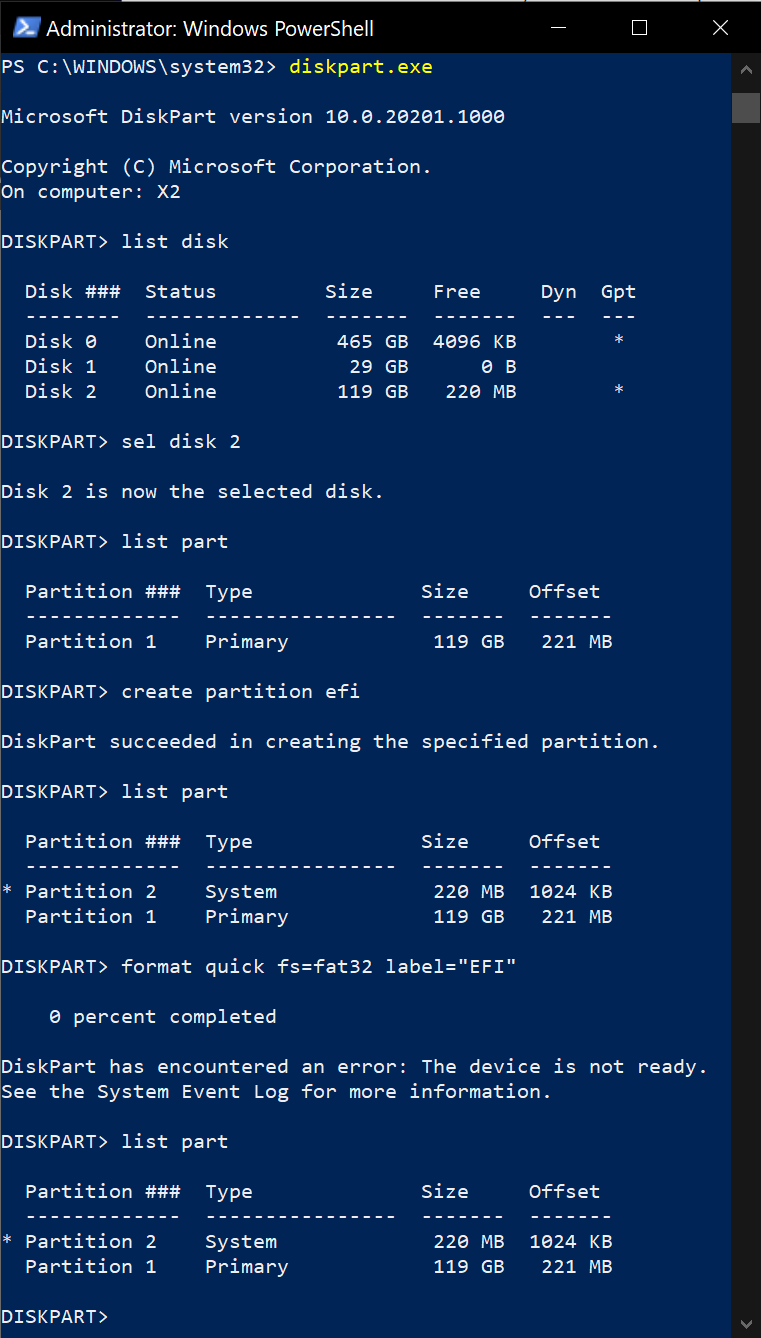 Administrator: Windows PowerShell
PS C:\WINDOWS\system32> diskpart.exe
Microsoft DiskPart version 10.0.20201.1000
Copyright (C) Microsoft Corporation.
On computer: X2
DISKPART> list disk
  Disk ###  Status         Size     Free     Dyn  Gpt
  --------  -------------  -------  -------  ---  ---
  Disk 0    Online          465 GB  4096 KB        *
  Disk 1    Online           29 GB      0 B
  Disk 2    Online          119 GB   220 MB        *
DISKPART> sel disk 2
Disk 2 is now the selected disk.
DISKPART> list part
  Partition ###  Type              Size     Offset
  -------------  ----------------  -------  -------
  Partition 1    Primary            119 GB   221 MB
DISKPART> create partition efi
DiskPart succeeded in creating the specified partition.
DISKPART> list part
  Partition ###  Type              Size     Offset
  -------------  ----------------  -------  -------
* Partition 2    System             220 MB  1024 KB
  Partition 1    Primary            119 GB   221 MB
DISKPART> format quick fs=fat32 label="EFI"
    0 percent completed
DiskPart has encountered an error: The device is not ready.
See the System Event Log for more information.
DISKPART> list part
  Partition ###  Type              Size     Offset
  -------------  ----------------  -------  -------
* Partition 2    System             220 MB  1024 KB
  Partition 1    Primary            119 GB   221 MB
DISKPART>